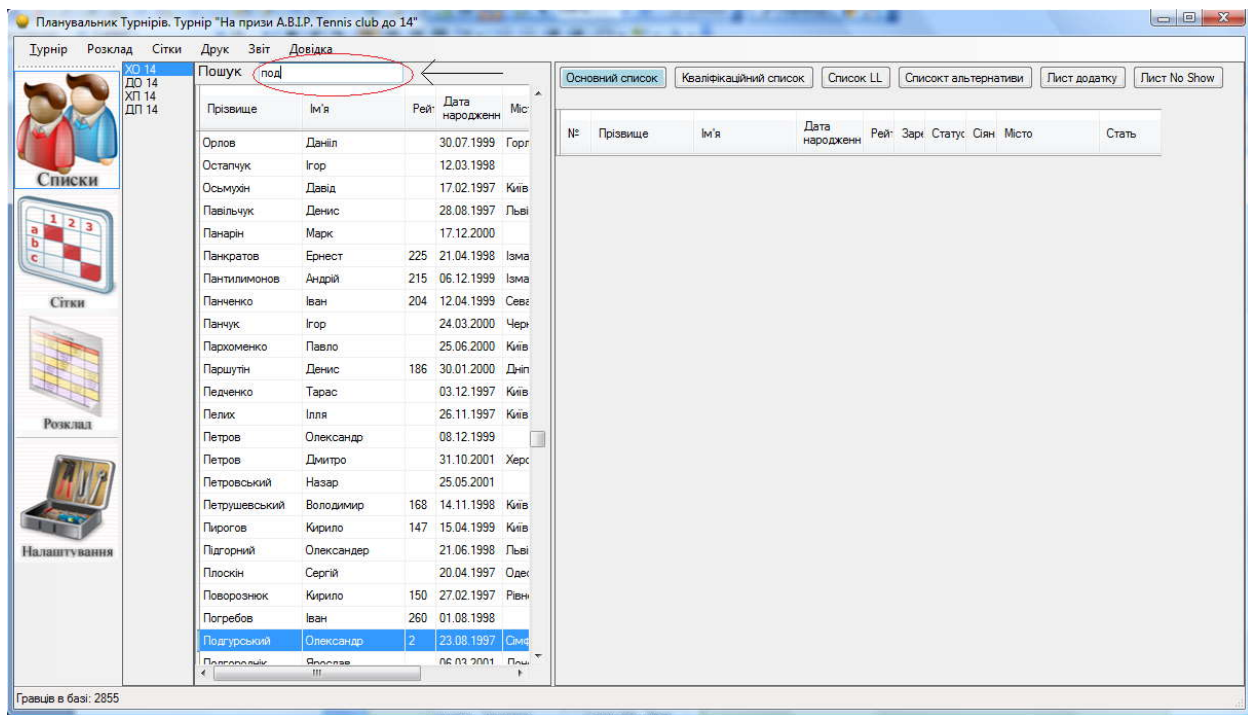 Планувальник Турнірів. Турнір "На призи A.B.I.P. Tennis club до 14"
Турнір Розклад Сітки Друк Звіт Довідка
Списки
Сітки
Розклад
Налаштування
ХО 14
ДО 14
ХП 14
ДП 14
Пошук под
Прізвище Ім'я Рейт Дата народженн Міс
Орлов Данііл 30.07.1999 Горл
Остапчук Ігор 12.03.1998
Осьмухін Давід 17.02.1997 Київ
Павільчук Денис 28.08.1997 Льві
Панарін Марк 17.12.2000
Панкратов Ернест 225 21.04.1998 Ізма
Пантилимонов Андрій 215 06.12.1999 Ізма
Панченко Іван 204 12.04.1999 Сева
Панчук Ігор 24.03.2000 Черн
Пархоменко Павло 25.06.2000 Київ
Паршутін Денис 186 30.01.2000 Дніп
Педченко Тарас 03.12.1997 Київ
Пелих Ілля 26.11.1997 Київ
Петров Олександр 08.12.1999
Петров Дмитро 31.10.2001 Херс
Петровський Назар 25.05.2001
Петрушевський Володимир 168 14.11.1998 Київ
Пирогов Кирило 147 15.04.1999 Київ
Підгорний Олександер 21.06.1998 Льві
Плоскін Сергій 20.04.1997 Одес
Поворознюк Кирило 150 27.02.1997 Рівн
Погребов Іван 260 01.08.1998
Подгурський Олександр 2 23.08.1997 Сімф
Основний список Кваліфікаційний список Список LL Списокт альтернативи Лист додатку Лист No Show
№ Прізвище Ім'я Дата народженн Рейт Заре Статус Сіян Місто Стать
Гравців в базі: 2855